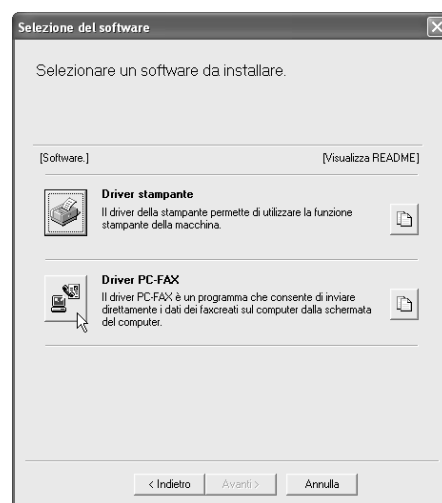 Selezione del software
Selezionare un software da installare.
[Software.] [Visualizza README]
Driver stampante
Il driver della stampante permette di utilizzare la funzione
stampante della macchina.
Driver PC-FAX
Il driver PC-FAX è un programma che consente di inviare
direttamente i dati dei faxcreati sul computer dalla schermata
del computer.
< Indietro Avanti > Annulla